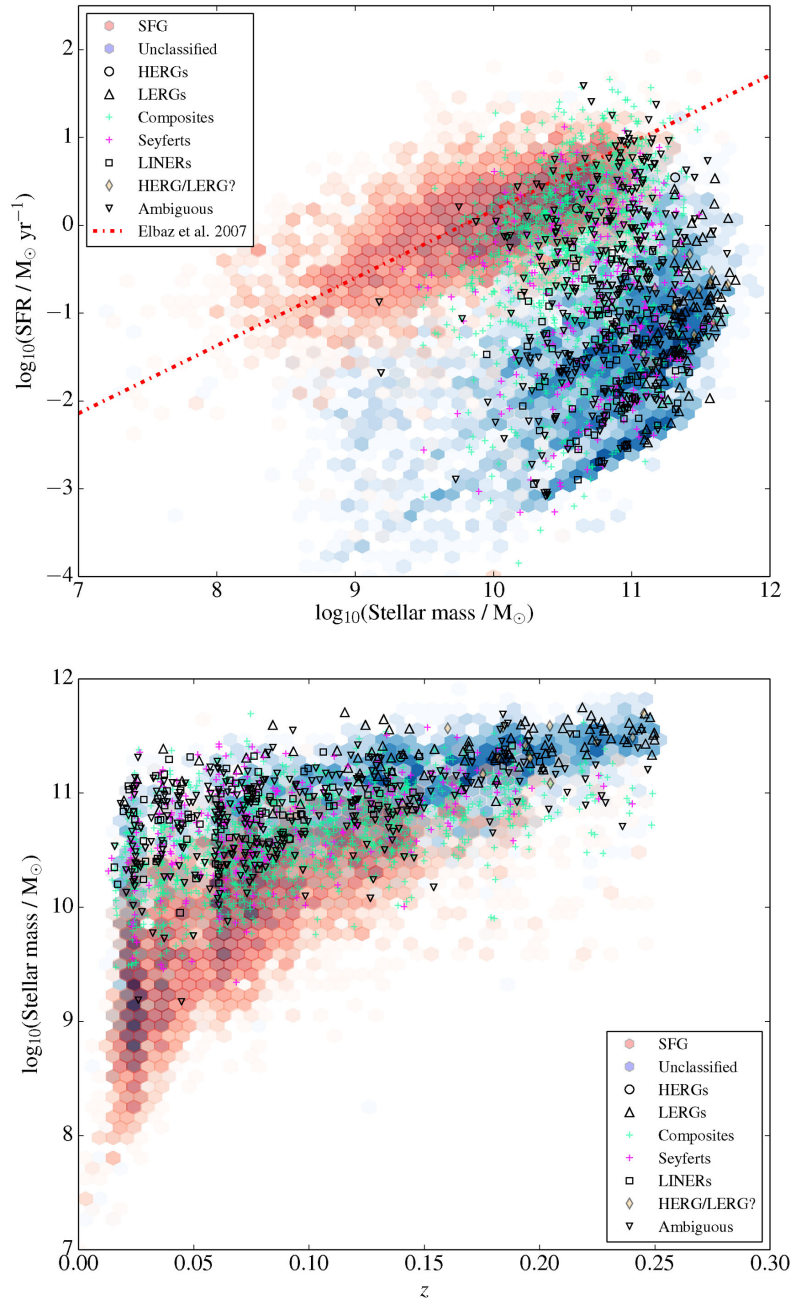 SFG
Unclassified
HERGs
LERGs
Composites
Seyferts
LINERs
HERG/LERG?
Ambiguous
Elbaz et al. 2007
2
1
0
−1
−2
−3
−4
log₁₀(SFR / M☉ yr⁻¹)
7 8 9 10 11 12
log₁₀(Stellar mass / M☉)
12
11
10
9
8
7
log₁₀(Stellar mass / M☉)
SFG
Unclassified
HERGs
LERGs
Composites
Seyferts
LINERs
HERG/LERG?
Ambiguous
0.00 0.05 0.10 0.15 0.20 0.25 0.30
z